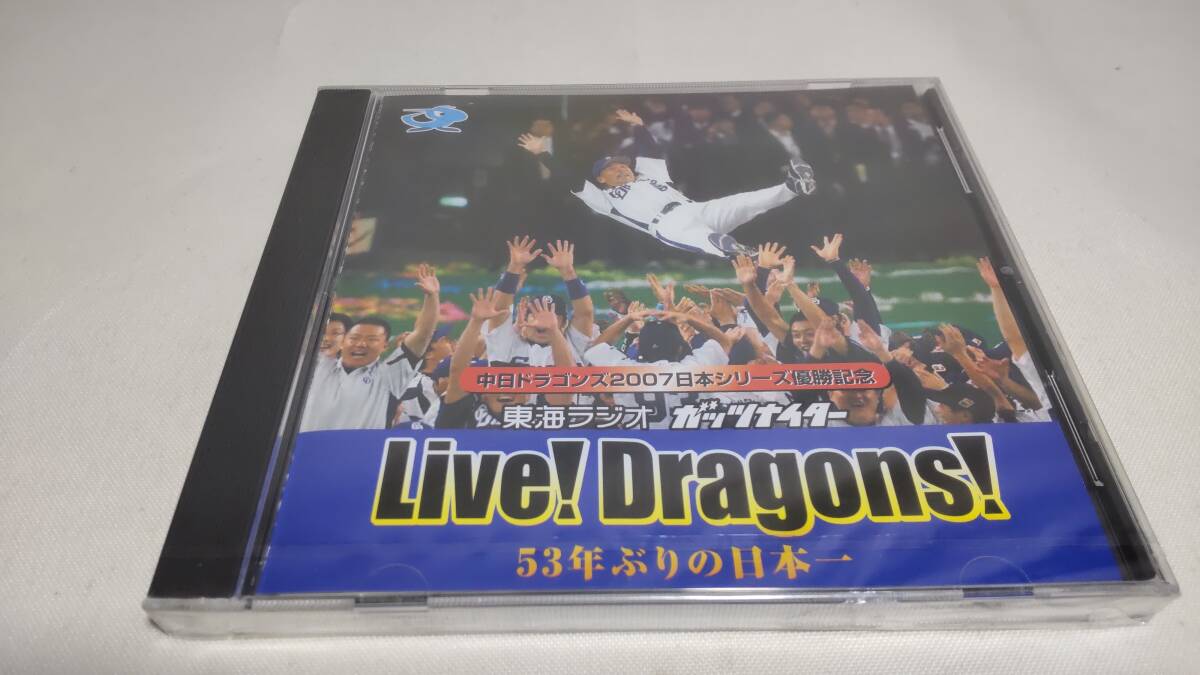 中日ドラゴンズ2007日本シリーズ優勝記念
東海ラジオ ガッツナイター
Live! Dragons!
53年ぶりの日本一